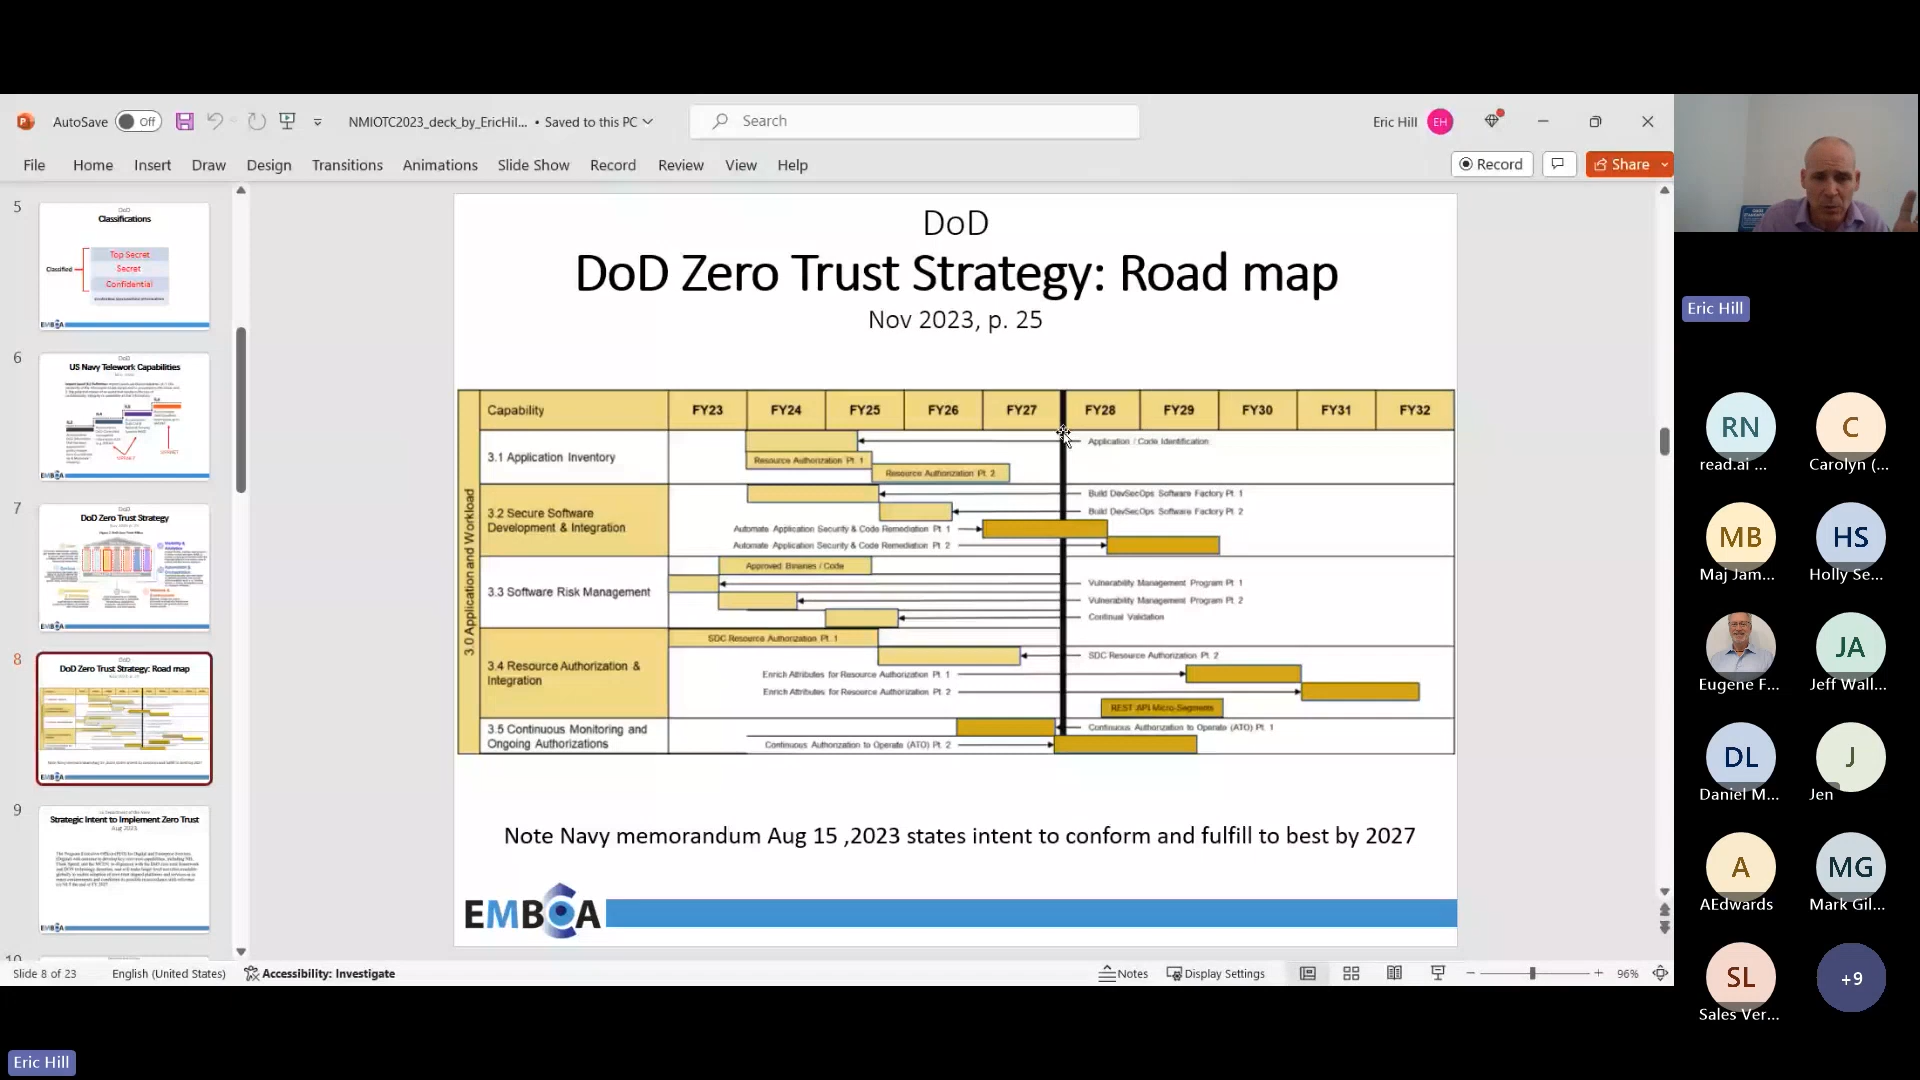 AutoSave
Off
NMIOTC2023_deck_by_EricHil... • Saved to this PC
Search
Eric Hill
EH
File
Home
Insert
Draw
Design
Transitions
Animations
Slide Show
Record
Review
View
Help
Record
Share
5
DoD
Classifications
Classified
Top Secret
Secret
Confidential
EMBOA
6
DoD
US Navy Telework Capabilities
EMBOA
7
DoD
DoD Zero Trust Strategy
EMBOA
8
DoD
DoD Zero Trust Strategy: Road map
EMBOA
9
Strategic Intent to Implement Zero Trust
Aug 2023
EMBOA
10
DoD
DoD Zero Trust Strategy: Road map
Nov 2023, p. 25
3.0 Application and Workload
Capability
FY23
FY24
FY25
FY26
FY27
FY28
FY29
FY30
FY31
FY32
3.1 Application Inventory
Application / Code Identification
Resource Authorization Pt. 1
Resource Authorization Pt. 2
3.2 Secure Software
Development & Integration
Build DevSecOps Software Factory Pt. 1
Build DevSecOps Software Factory Pt. 2
Automate Application Security & Code Remediation Pt. 1
Automate Application Security & Code Remediation Pt. 2
3.3 Software Risk Management
Approved Binaries / Code
Vulnerability Management Program Pt. 1
Vulnerability Management Program Pt. 2
Continual Validation
3.4 Resource Authorization &
Integration
SDC Resource Authorization Pt. 1
SDC Resource Authorization Pt. 2
Enrich Attributes for Resource Authorization Pt. 1
Enrich Attributes for Resource Authorization Pt. 2
REST API Micro-Segments
3.5 Continuous Monitoring and
Ongoing Authorizations
Continuous Authorization to Operate (ATO) Pt. 1
Continuous Authorization to Operate (ATO) Pt. 2
Note Navy memorandum Aug 15 ,2023 states intent to conform and fulfill to best by 2027
EMBOA
Slide 8 of 23
English (United States)
Accessibility: Investigate
Notes
Display Settings
96%
Eric Hill
RN
read.ai ...
C
Carolyn (...
MB
Maj Jam...
HS
Holly Se...
Eugene F...
JA
Jeff Wall...
DL
Daniel M...
J
Jen
A
AEdwards
MG
Mark Gil...
SL
Sales Ver...
+9
Eric Hill